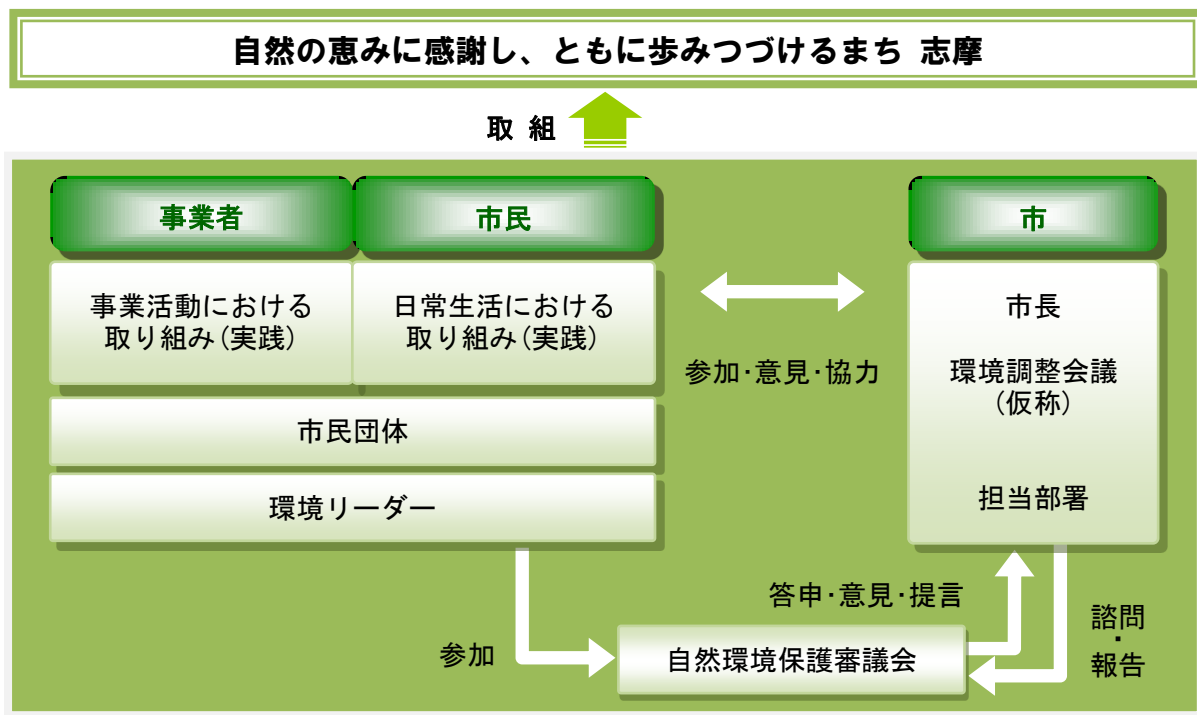 自然の恵みに感謝し、ともに歩みつづけるまち 志摩
取 組
事業者
市民
市
事業活動における
取り組み(実践)
日常生活における
取り組み(実践)
参加・意見・協力
市長
環境調整会議
(仮称)
担当部署
市民団体
環境リーダー
答申・意見・提言
諮問
・
報告
参加
自然環境保護審議会